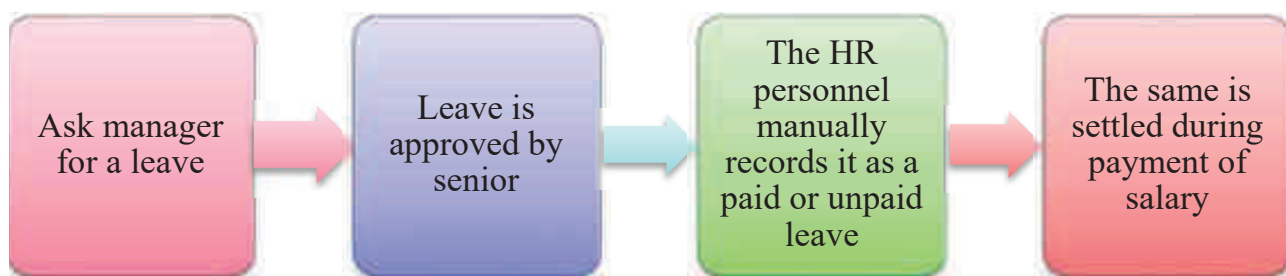 Ask manager
for a leave
Leave is
approved by
senior
The HR
personnel
manually
records it as a
paid or unpaid
leave
The same is
settled during
payment of
salary